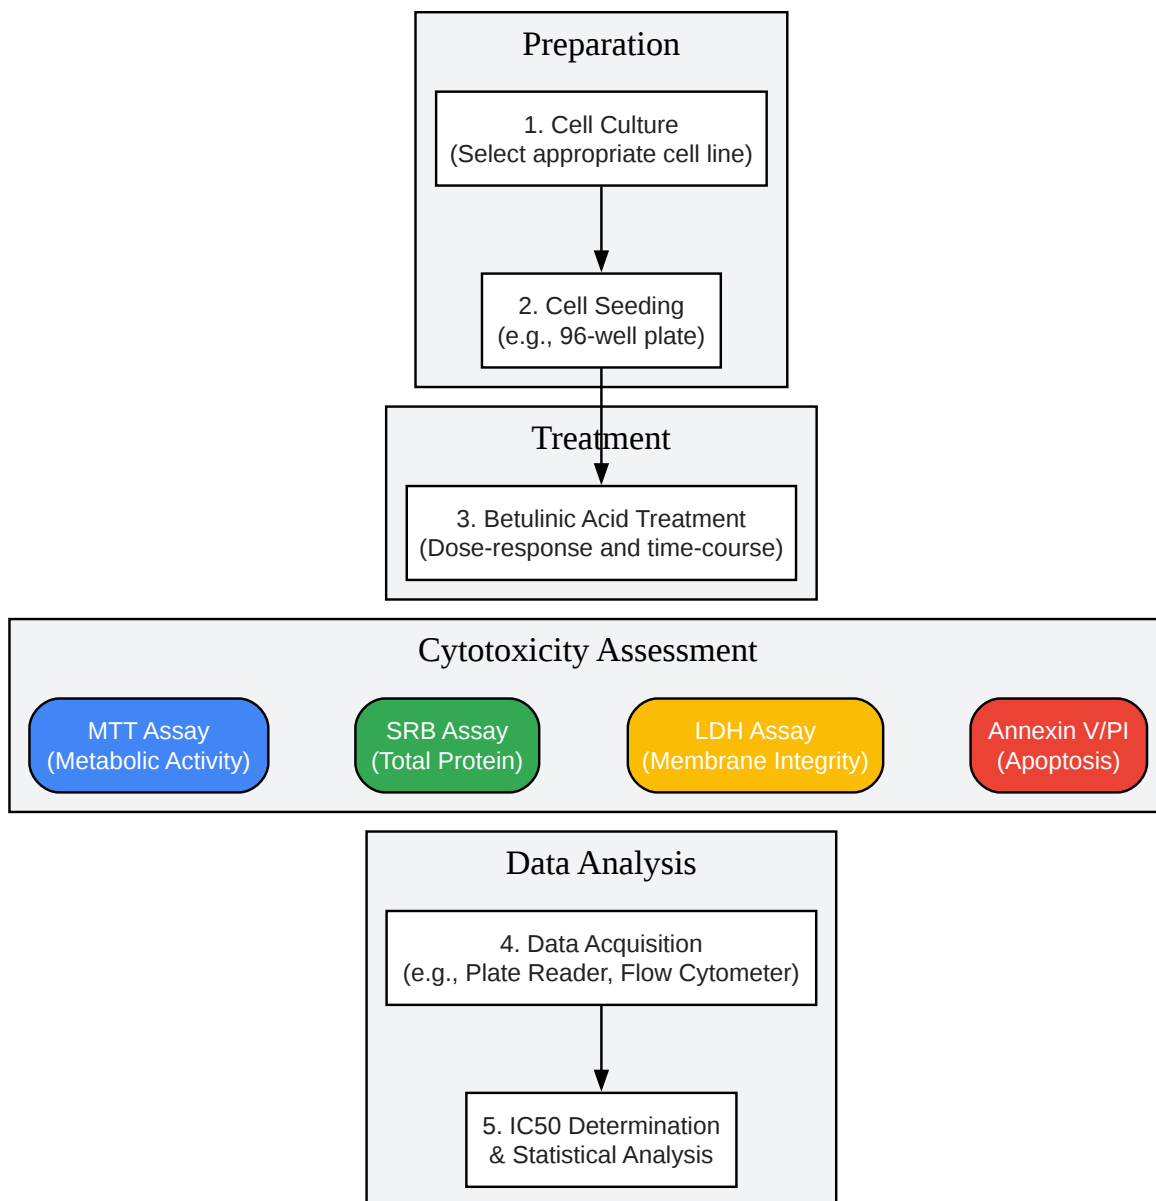 Preparation
1. Cell Culture
(Select appropriate cell line)
2. Cell Seeding
(e.g., 96-well plate)
Treatment
3. Betulinic Acid Treatment
(Dose-response and time-course)
Cytotoxicity Assessment
MTT Assay
(Metabolic Activity)
SRB Assay
(Total Protein)
LDH Assay
(Membrane Integrity)
Annexin V/PI
(Apoptosis)
Data Analysis
4. Data Acquisition
(e.g., Plate Reader, Flow Cytometer)
5. IC50 Determination
& Statistical Analysis